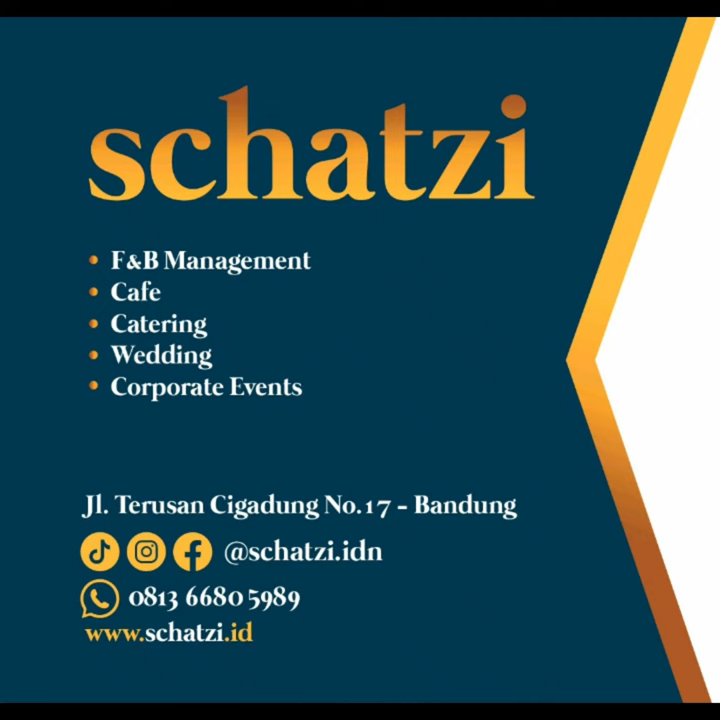 schatzi
• F&B Management
• Cafe
• Catering
• Wedding
• Corporate Events
Jl. Terusan Cigadung No.17 - Bandung
@schatzi.idn
0813 6680 5989
www.schatzi.id